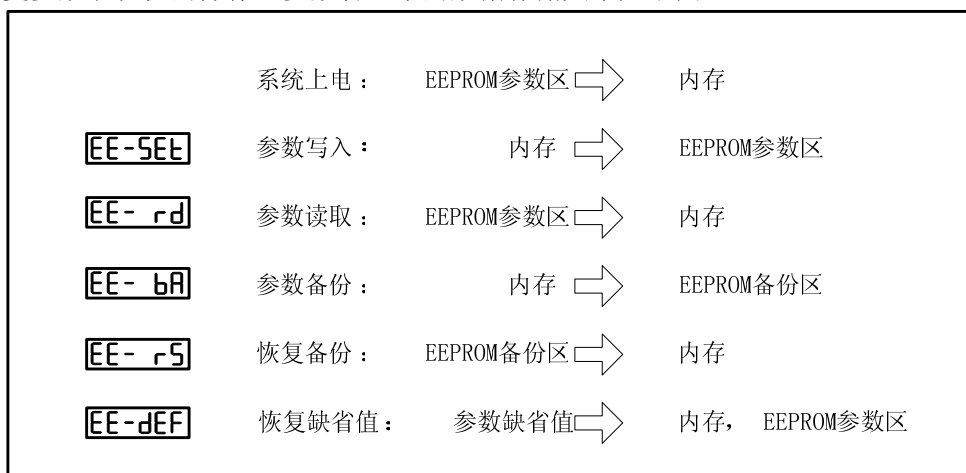 系统上电： EEPROM参数区 内存
EE-SEt 参数写入： 内存 EEPROM参数区
EE- rd 参数读取： EEPROM参数区 内存
EE- bA 参数备份： 内存 EEPROM备份区
EE- rS 恢复备份： EEPROM备份区 内存
EE-dEF 恢复缺省值： 参数缺省值 内存， EEPROM参数区